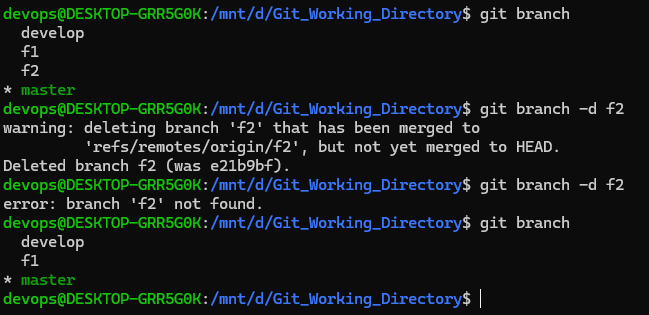 devops@DESKTOP-GRR5G0K:/mnt/d/Git_Working_Directory$ git branch
  develop
  f1
  f2
* master
devops@DESKTOP-GRR5G0K:/mnt/d/Git_Working_Directory$ git branch -d f2
warning: deleting branch 'f2' that has been merged to
         'refs/remotes/origin/f2', but not yet merged to HEAD.
Deleted branch f2 (was e21b9bf).
devops@DESKTOP-GRR5G0K:/mnt/d/Git_Working_Directory$ git branch -d f2
error: branch 'f2' not found.
devops@DESKTOP-GRR5G0K:/mnt/d/Git_Working_Directory$ git branch
  develop
  f1
* master
devops@DESKTOP-GRR5G0K:/mnt/d/Git_Working_Directory$